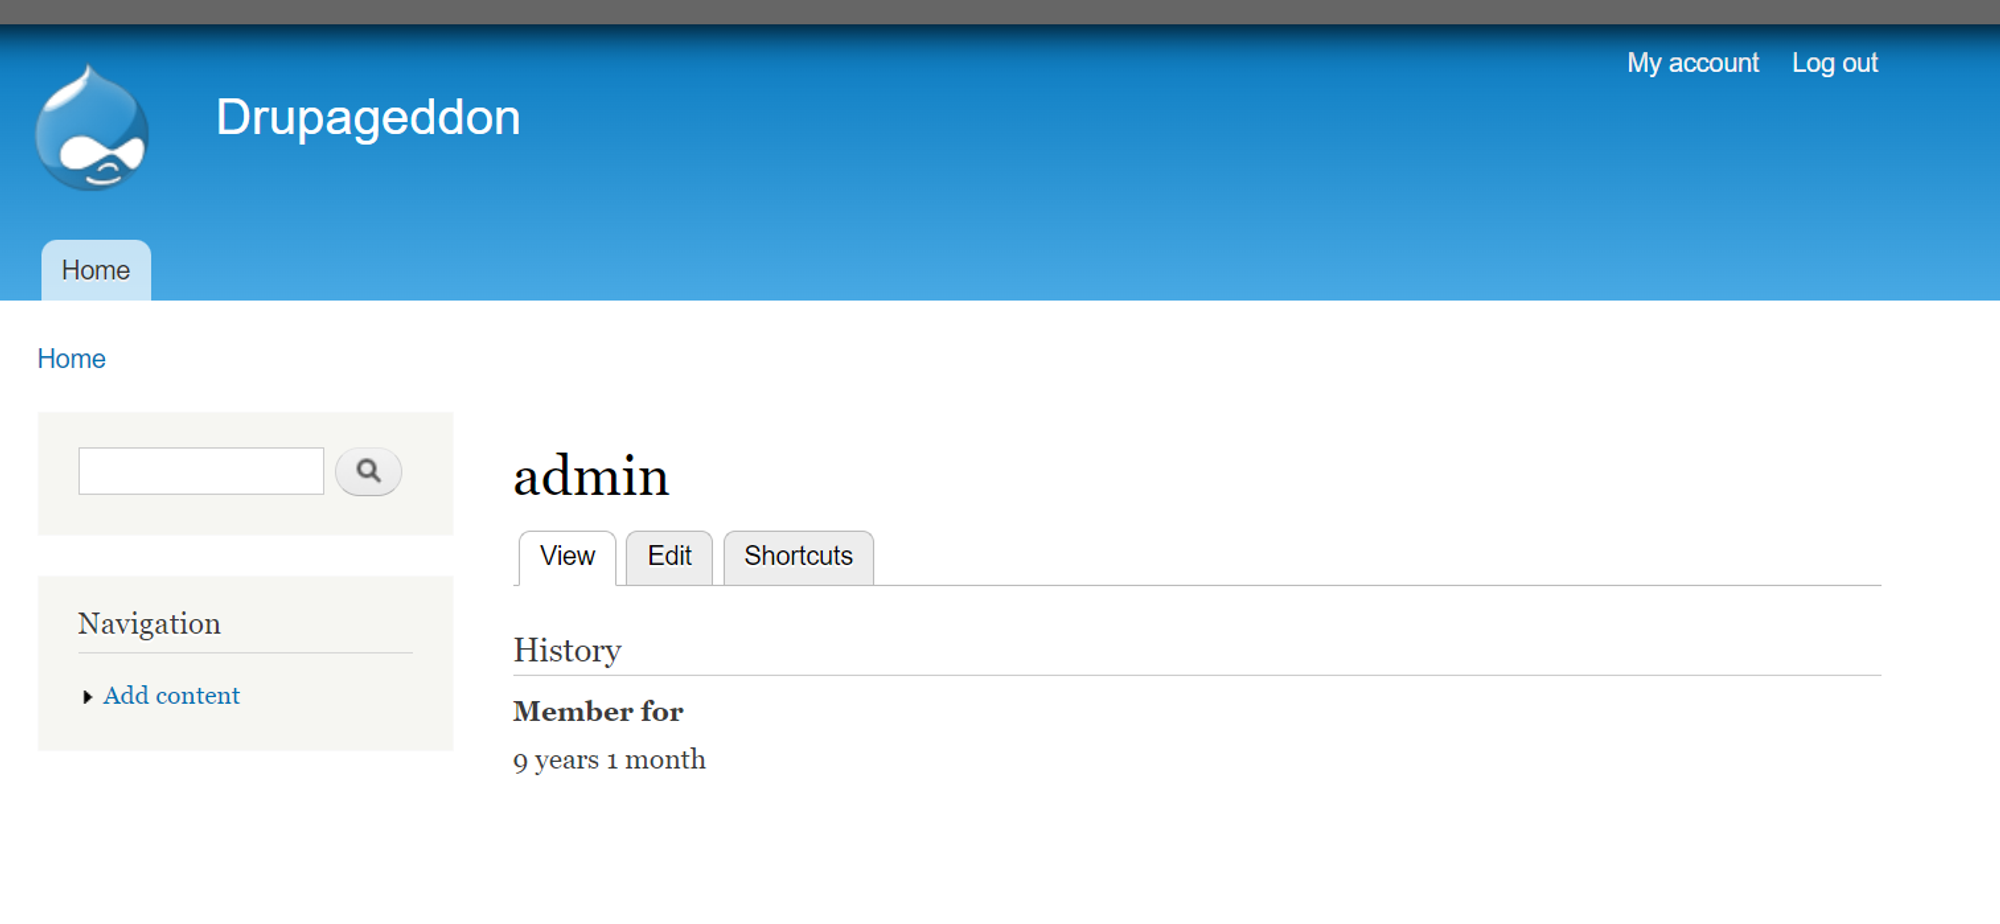 My account Log out
Drupageddon
Home
Home
admin
View Edit Shortcuts
Navigation
Add content
History
Member for
9 years 1 month